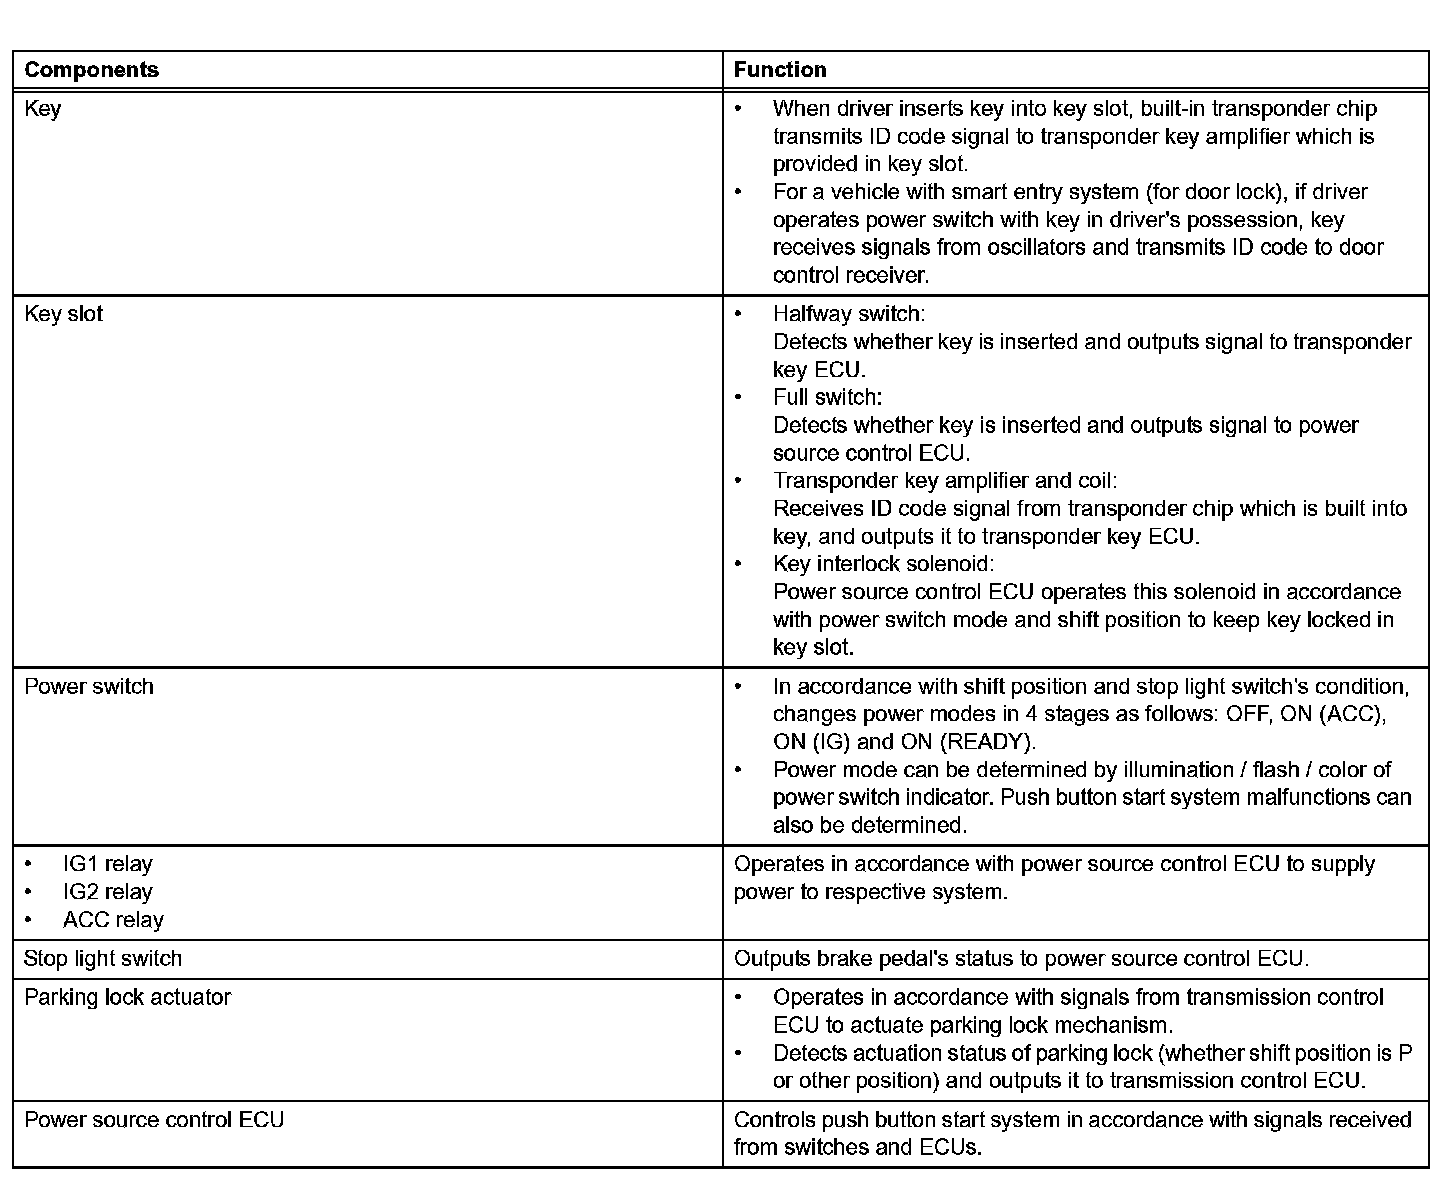 Components
Function
Key
• When driver inserts key into key slot, built-in transponder chip
transmits ID code signal to transponder key amplifier which is
provided in key slot.
• For a vehicle with smart entry system (for door lock), if driver
operates power switch with key in driver's possession, key
receives signals from oscillators and transmits ID code to door
control receiver.
Key slot
• Halfway switch:
Detects whether key is inserted and outputs signal to transponder
key ECU.
• Full switch:
Detects whether key is inserted and outputs signal to power
source control ECU.
• Transponder key amplifier and coil:
Receives ID code signal from transponder chip which is built into
key, and outputs it to transponder key ECU.
• Key interlock solenoid:
Power source control ECU operates this solenoid in accordance
with power switch mode and shift position to keep key locked in
key slot.
Power switch
• In accordance with shift position and stop light switch's condition,
changes power modes in 4 stages as follows: OFF, ON (ACC),
ON (IG) and ON (READY).
• Power mode can be determined by illumination / flash / color of
power switch indicator. Push button start system malfunctions can
also be determined.
• IG1 relay
• IG2 relay
• ACC relay
Operates in accordance with power source control ECU to supply
power to respective system.
Stop light switch
Outputs brake pedal's status to power source control ECU.
Parking lock actuator
• Operates in accordance with signals from transmission control
ECU to actuate parking lock mechanism.
• Detects actuation status of parking lock (whether shift position is P
or other position) and outputs it to transmission control ECU.
Power source control ECU
Controls push button start system in accordance with signals received
from switches and ECUs.